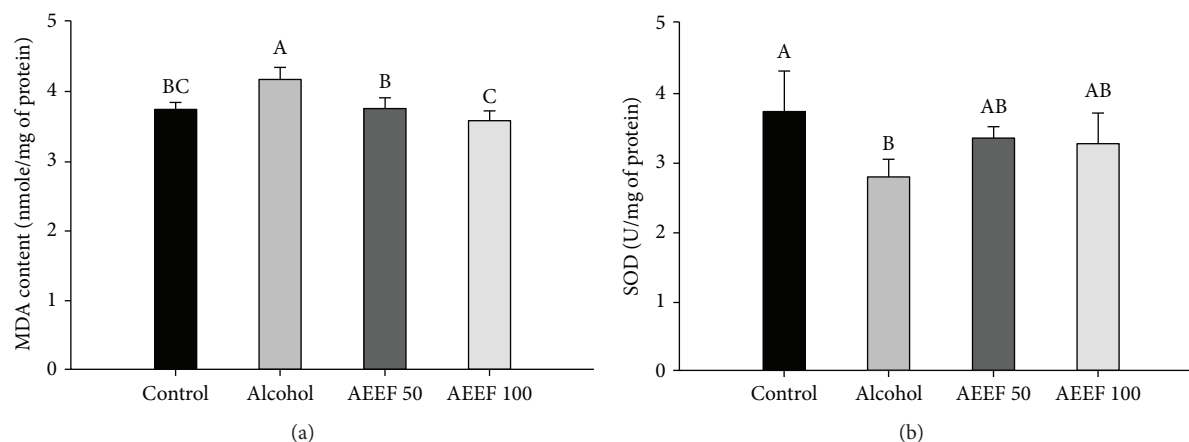 MDA content (nmole/mg of protein)
5
4
3
2
1
0
BC
A
B
C
Control
Alcohol
AEEF 50
AEEF 100
(a)
SOD (U/mg of protein)
5
4
3
2
1
0
A
B
AB
AB
Control
Alcohol
AEEF 50
AEEF 100
(b)